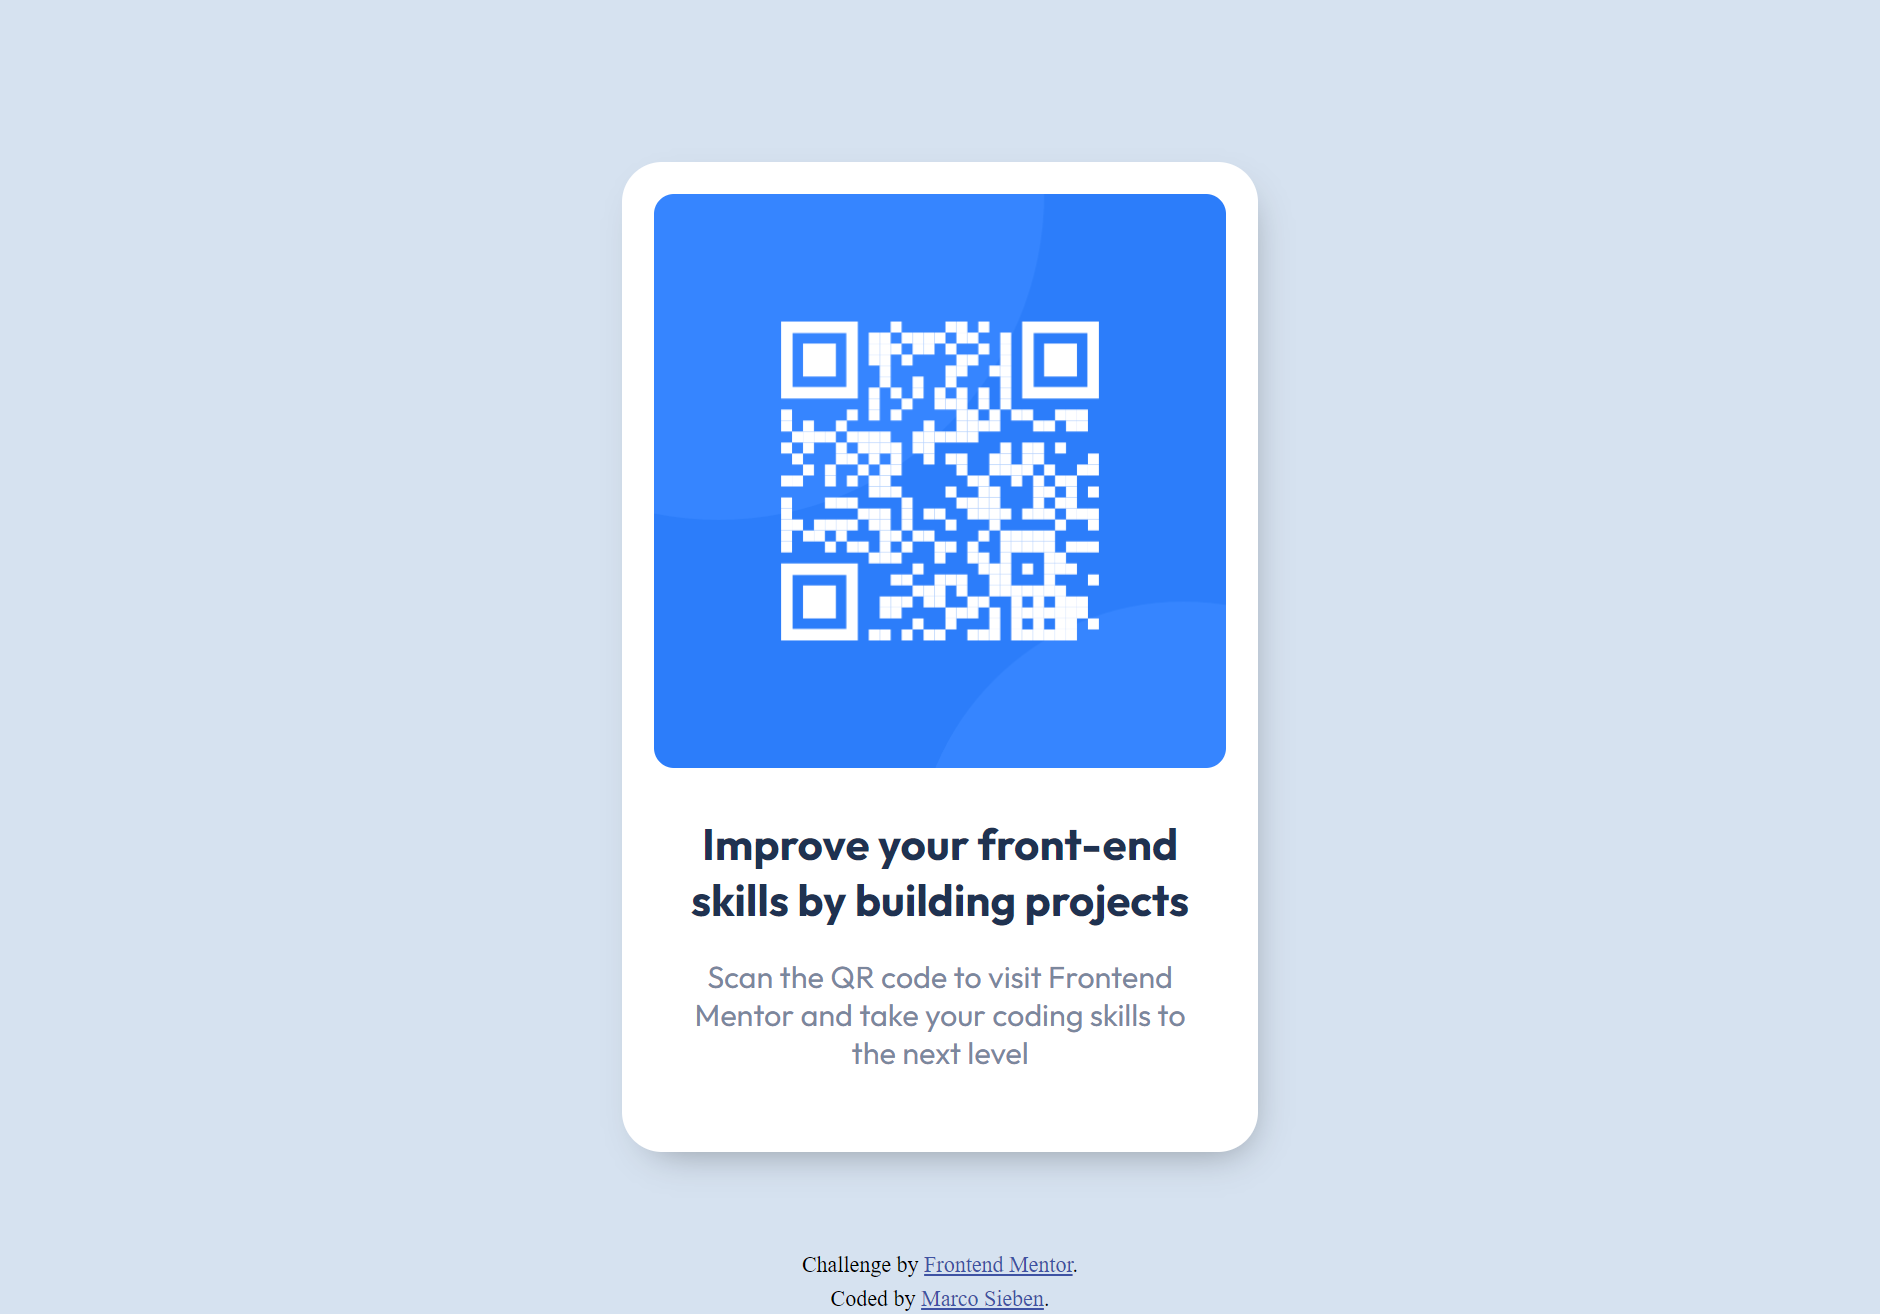 Improve your front-end
skills by building projects
Scan the QR code to visit Frontend
Mentor and take your coding skills to
the next level
Challenge by Frontend Mentor.
Coded by Marco Sieben.